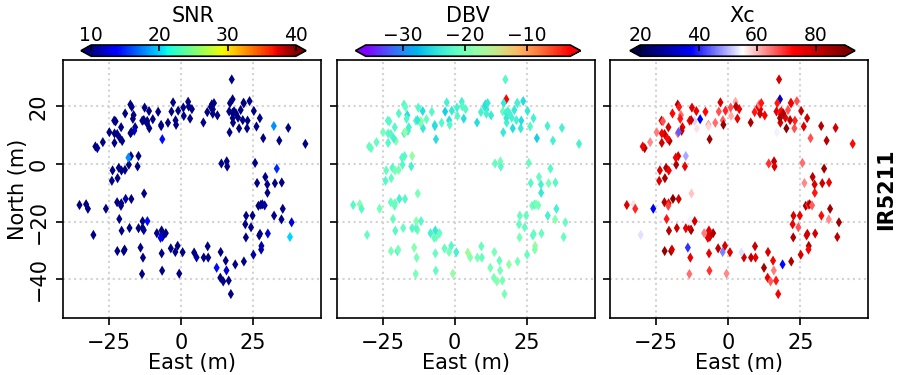 SNR
DBV
Xc
10 20 30 40
−30 −20 −10
20 40 60 80
20
0
−20
−40
North (m)
−25 0 25
−25 0 25
−25 0 25
East (m)
East (m)
East (m)
IR5211